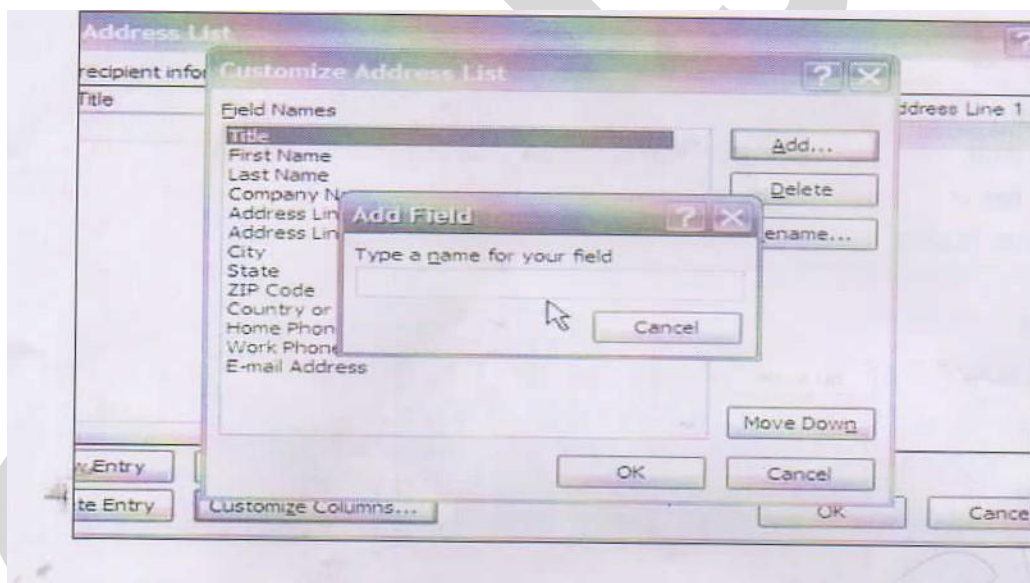 Address List
recipient infor
Title
ddress Line 1
Customize Address List
Field Names
Title
First Name
Last Name
Company N
Address Lin
Address Lin
City
State
ZIP Code
Country or
Home Phon
Work Phone
E-mail Address
Add...
Delete
ename...
Add Field
Type a name for your field
Cancel
Move Down
OK
Cancel
w Entry
te Entry
Customize Columns...
OK
Cance